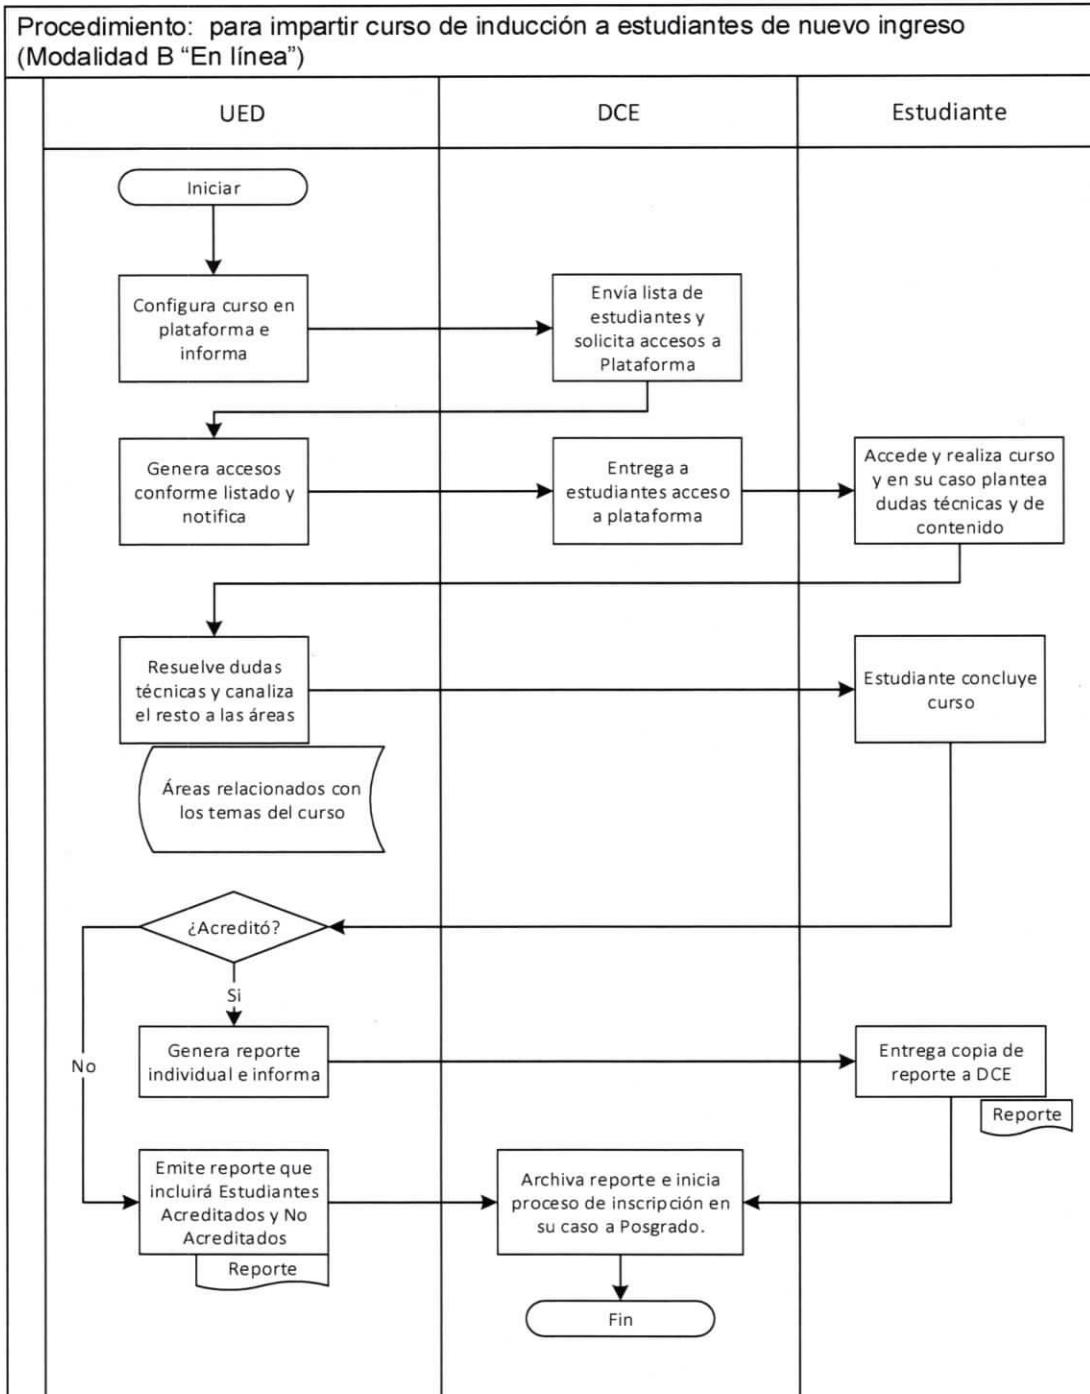 Procedimiento: para impartir curso de inducción a estudiantes de nuevo ingreso
(Modalidad B “En línea”)
UED
DCE
Estudiante
Iniciar
Configura curso en
plataforma e
informa
Envía lista de
estudiantes y
solicita accesos a
Plataforma
Genera accesos
conforme listado y
notifica
Entrega a
estudiantes acceso
a plataforma
Accede y realiza curso
y en su caso plantea
dudas técnicas y de
contenido
Resuelve dudas
técnicas y canaliza
el resto a las áreas
Estudiante concluye
curso
Áreas relacionados con
los temas del curso
¿Acreditó?
Si
No
Genera reporte
individual e informa
Entrega copia de
reporte a DCE
Reporte
Emite reporte que
incluirá Estudiantes
Acreditados y No
Acreditados
Reporte
Archiva reporte e inicia
proceso de inscripción en
su caso a Posgrado.
Fin